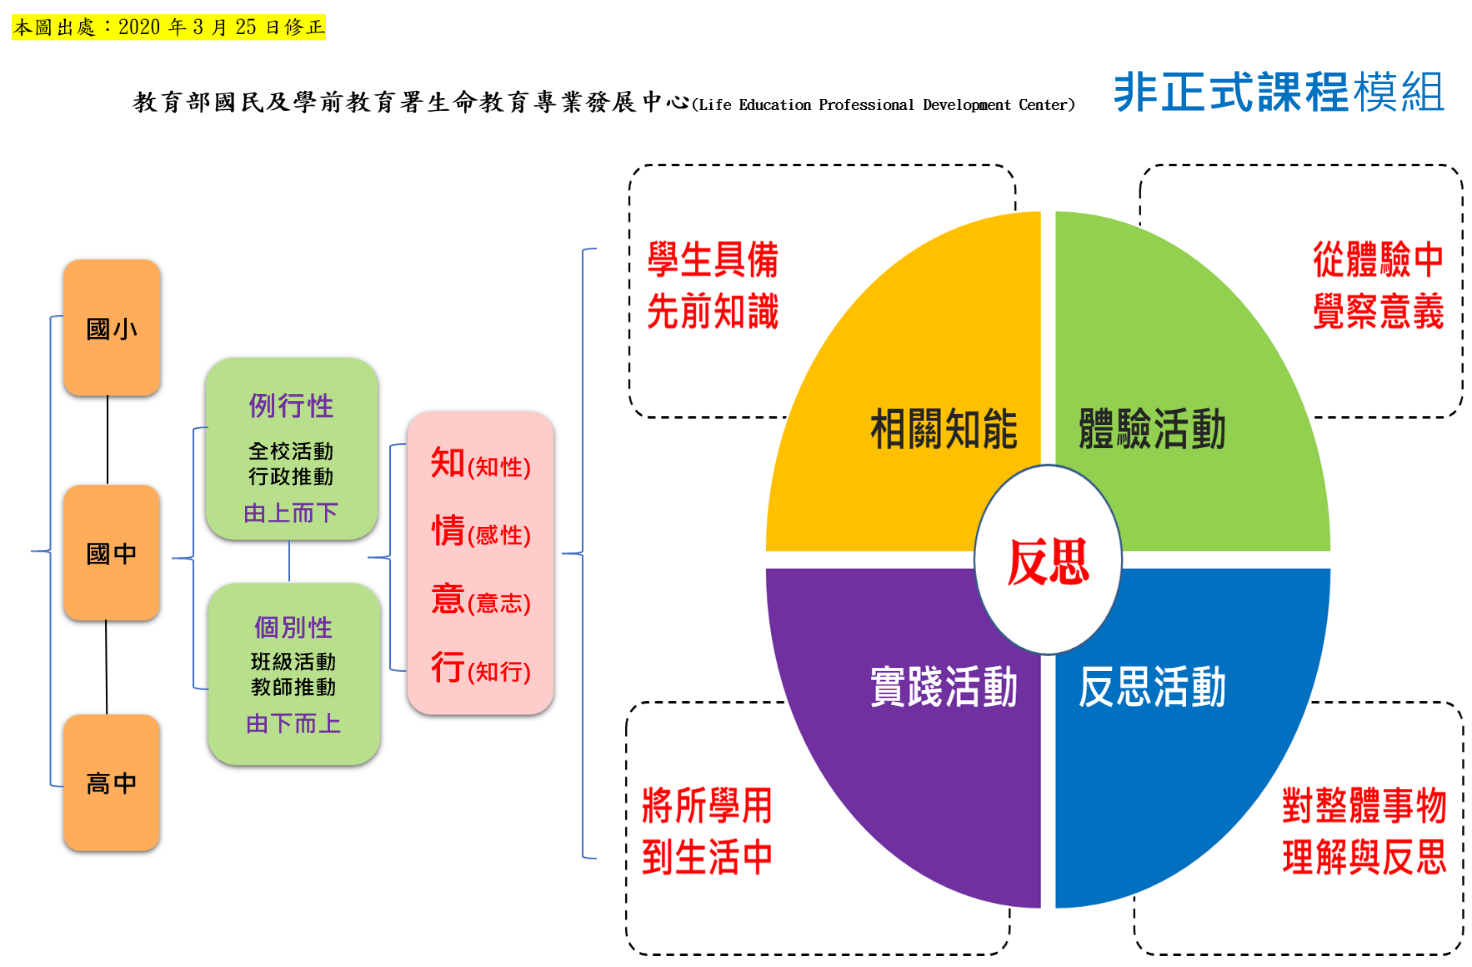 本圖出處：2020 年 3 月 25 日修正
教育部國民及學前教育署生命教育專業發展中心(Life Education Professional Development Center)
非正式課程模組
國小
國中
高中
例行性
全校活動
行政推動
由上而下
個別性
班級活動
教師推動
由下而上
知(知性)
情(感性)
意(意志)
行(知行)
學生具備
先前知識
從體驗中
覺察意義
相關知能
體驗活動
反思
實踐活動
反思活動
將所學用
到生活中
對整體事物
理解與反思